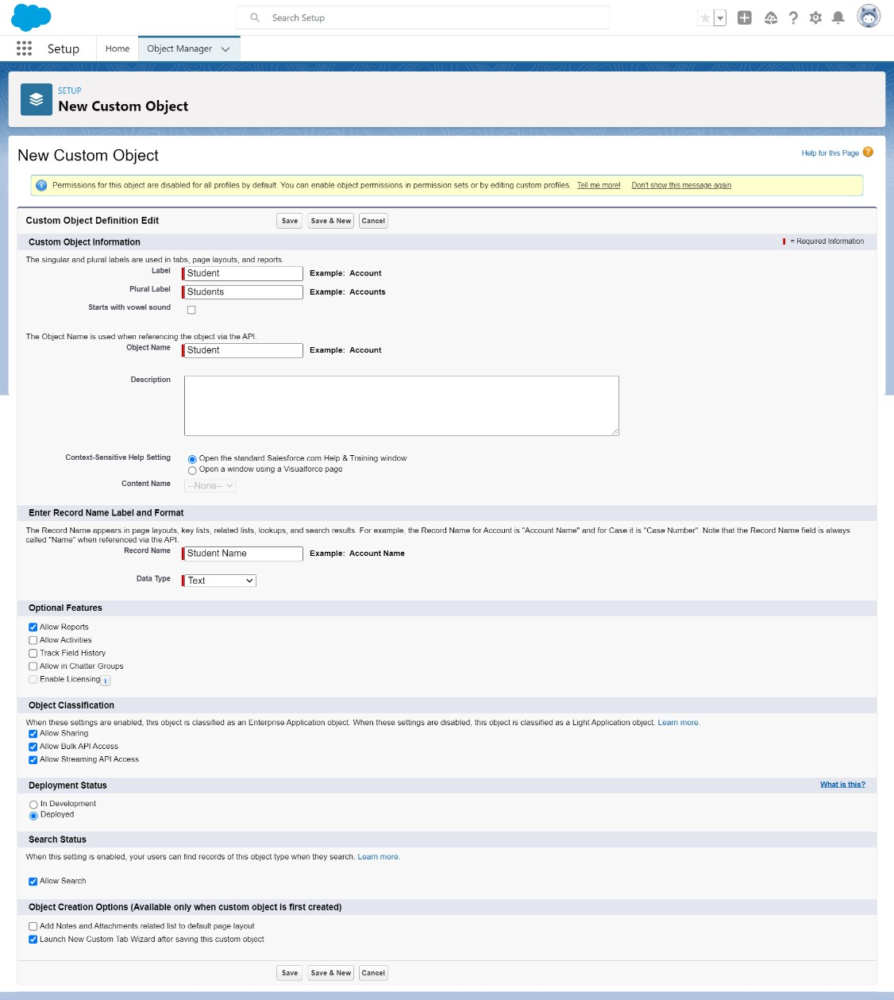 Search Setup
Setup
Home
Object Manager
SETUP
New Custom Object
New Custom Object
Help for this Page
Permissions for this object are disabled for all profiles by default. You can enable object permissions in permission sets or by editing custom profiles. Tell me more! Don't show this message again
Custom Object Definition Edit
Save
Save & New
Cancel
Custom Object Information
= Required Information
The singular and plural labels are used in tabs, page layouts, and reports.
Label
Student
Example: Account
Plural Label
Students
Example: Accounts
Starts with vowel sound
The Object Name is used when referencing the object via the API.
Object Name
Student
Example: Account
Description
Context-Sensitive Help Setting
Open the standard Salesforce.com Help & Training window
Open a window using a Visualforce page
Content Name
--None--
Enter Record Name Label and Format
The Record Name appears in page layouts, key lists, related lists, lookups, and search results. For example, the Record Name for Account is "Account Name" and for Case it is "Case Number". Note that the Record Name field is always
called "Name" when referenced via the API.
Record Name
Student Name
Example: Account Name
Data Type
Text
Optional Features
Allow Reports
Allow Activities
Track Field History
Allow in Chatter Groups
Enable Licensing
Object Classification
When these settings are enabled, this object is classified as an Enterprise Application object. When these settings are disabled, this object is classified as a Light Application object. Learn more.
Allow Sharing
Allow Bulk API Access
Allow Streaming API Access
Deployment Status
What is this?
In Development
Deployed
Search Status
When this setting is enabled, your users can find records of this object type when they search. Learn more.
Allow Search
Object Creation Options (Available only when custom object is first created)
Add Notes and Attachments related list to default page layout
Launch New Custom Tab Wizard after saving this custom object
Save
Save & New
Cancel